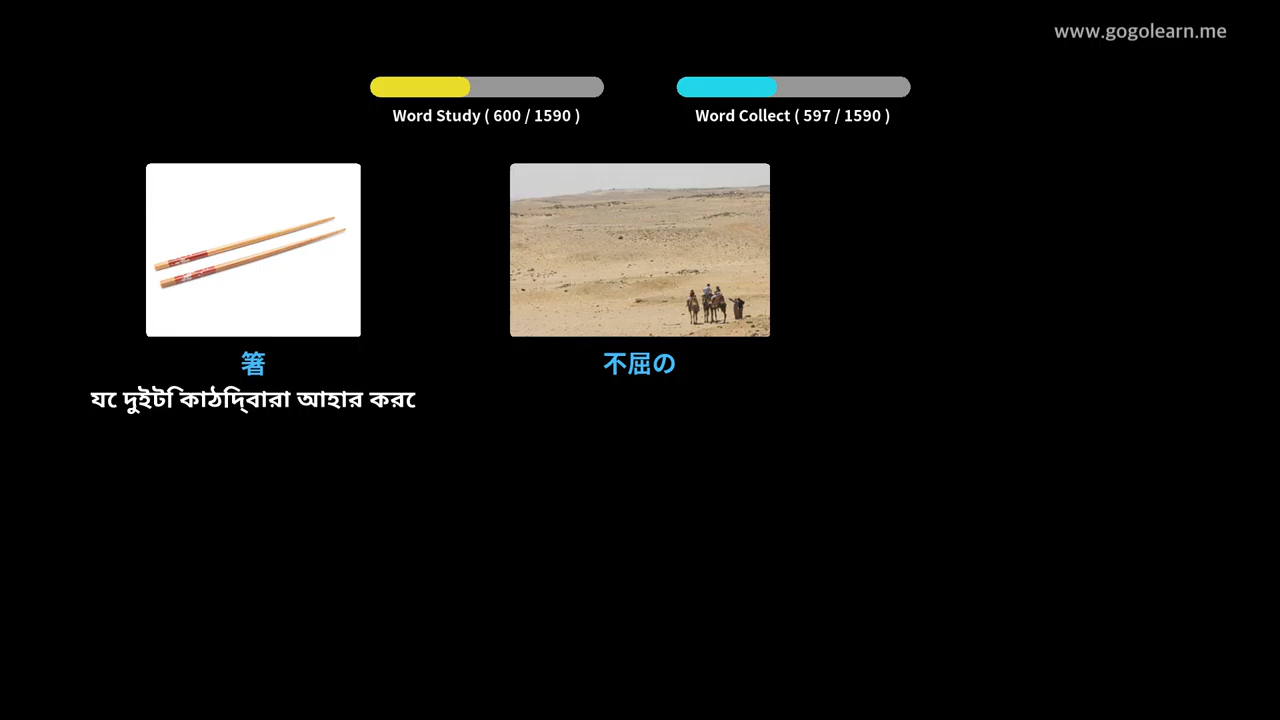 www.gogolearn.me
Word Study ( 600 / 1590 )
Word Collect ( 597 / 1590 )
箸
不屈の
যে দুইটি কাঠদ্বিারা আহার করে